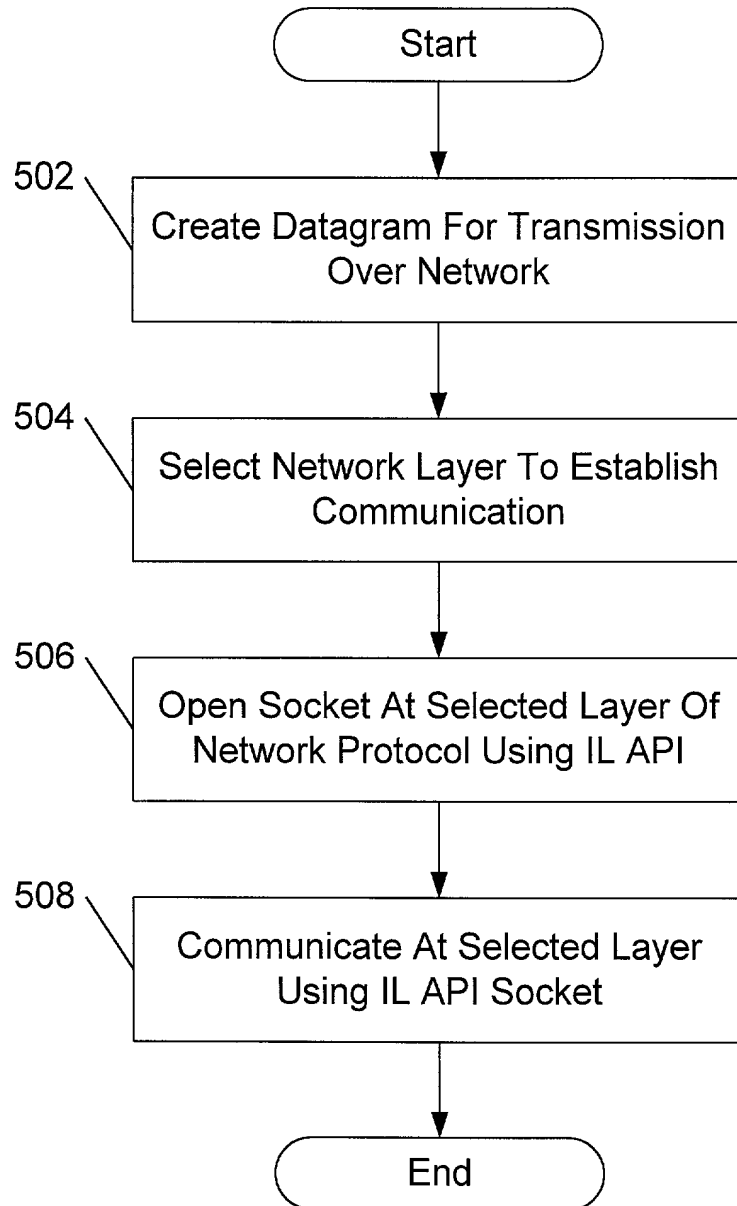 Start
502
Create Datagram For Transmission
Over Network
504
Select Network Layer To Establish
Communication
506
Open Socket At Selected Layer Of
Network Protocol Using IL API
508
Communicate At Selected Layer
Using IL API Socket
End